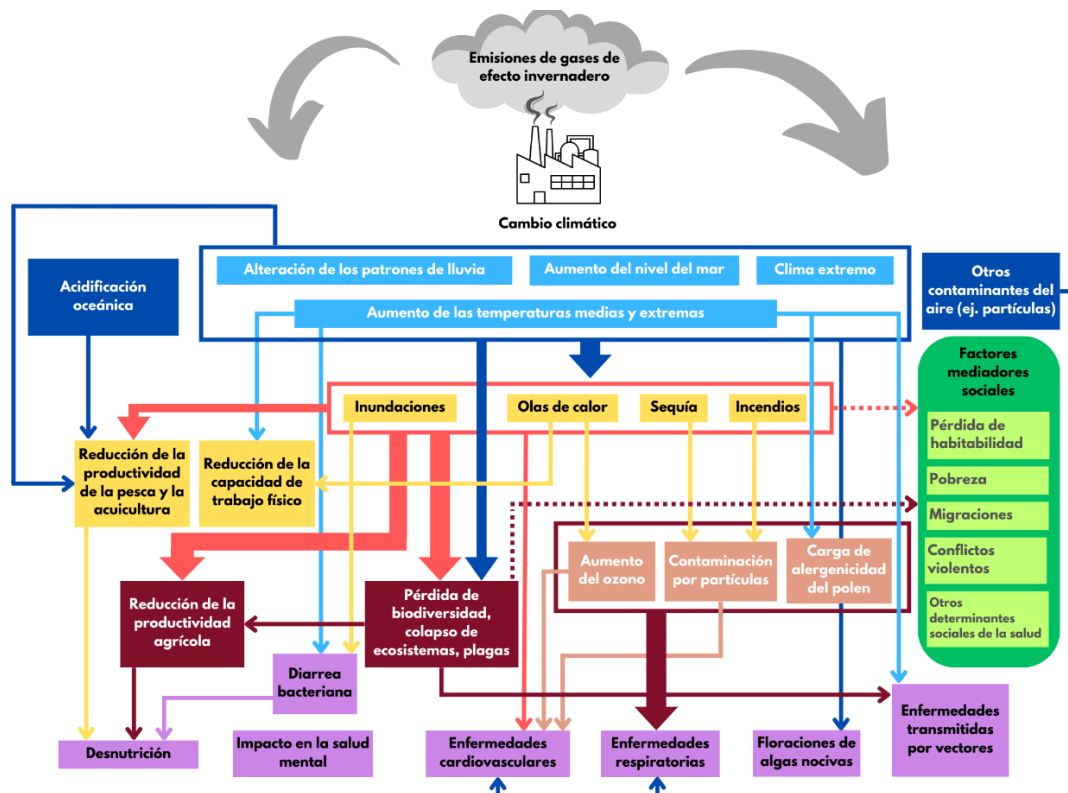 Emisiones de gases de
efecto invernadero
Cambio climático
Alteración de los patrones de lluvia
Aumento del nivel del mar
Clima extremo
Aumento de las temperaturas medias y extremas
Acidificación
oceánica
Otros
contaminantes del
aire (ej. partículas)
Factores
mediadores
sociales
Pérdida de
habitabilidad
Pobreza
Migraciones
Conflictos
violentos
Otros
determinantes
sociales de la salud
Inundaciones
Olas de calor
Sequía
Incendios
Reducción de la
productividad
de la pesca y la
acuicultura
Reducción de la
capacidad de
trabajo físico
Aumento
del ozono
Contaminación
por partículas
Carga de
alergenicidad
del polen
Reducción de la
productividad
agrícola
Pérdida de
biodiversidad,
colapso de
ecosistemas, plagas
Diarrea
bacteriana
Desnutrición
Impacto en la salud
mental
Enfermedades
cardiovasculares
Enfermedades
respiratorias
Floraciones de
algas nocivas
Enfermedades
transmitidas
por vectores